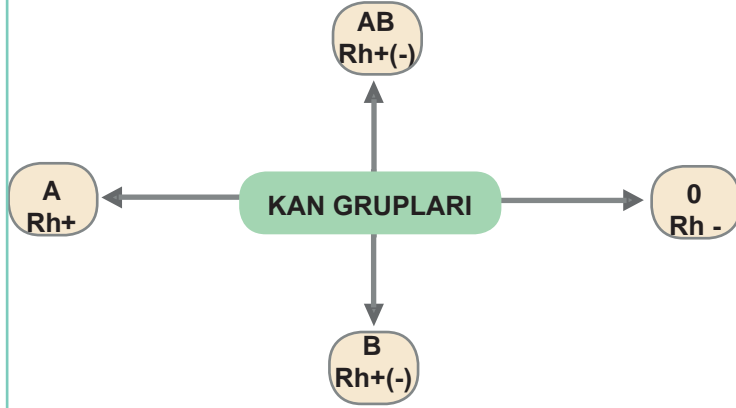 AB
Rh+(-)
A
Rh+
KAN GRUPLARI
0
Rh -
B
Rh+(-)